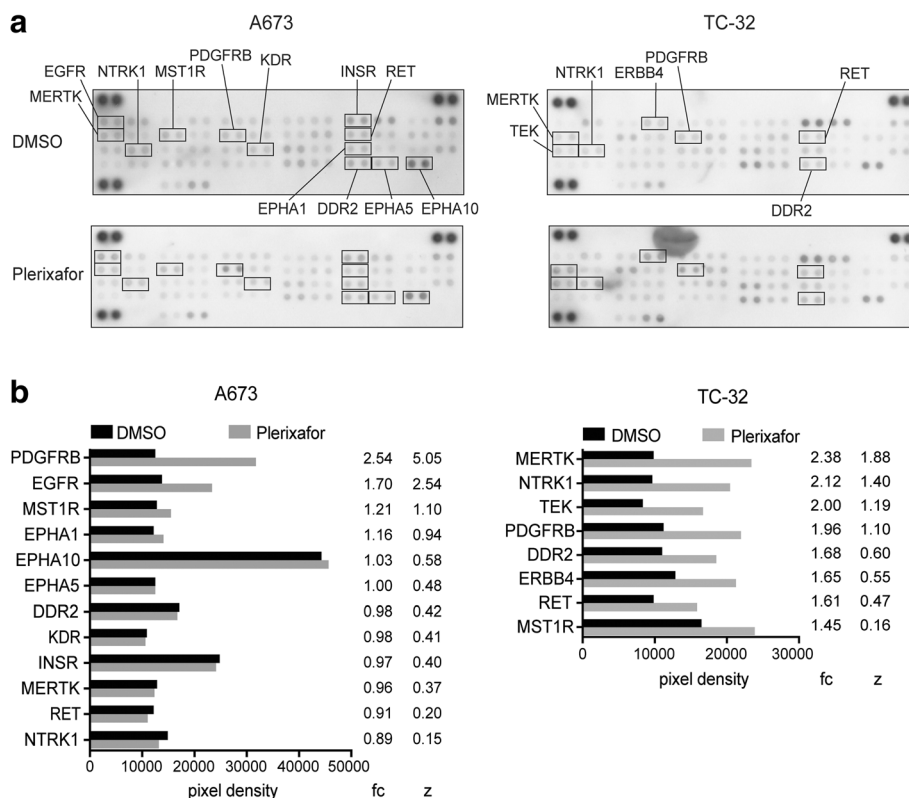 a
A673
TC-32
EGFR NTRK1 MST1R PDGFRB KDR INSR RET
MERTK
DMSO
EPHA1 DDR2 EPHA5 EPHA10
NTRK1 ERBB4 PDGFRB RET
MERTK
TEK
DDR2
Plerixafor
b
A673
DMSO Plerixafor
PDGFRB 2.54 5.05
EGFR 1.70 2.54
MST1R 1.21 1.10
EPHA1 1.16 0.94
EPHA10 1.03 0.58
EPHA5 1.00 0.48
DDR2 0.98 0.42
KDR 0.98 0.41
INSR 0.97 0.40
MERTK 0.96 0.37
RET 0.91 0.20
NTRK1 0.89 0.15
0 10000 20000 30000 40000 50000
pixel density fc z
TC-32
DMSO Plerixafor
MERTK 2.38 1.88
NTRK1 2.12 1.40
TEK 2.00 1.19
PDGFRB 1.96 1.10
DDR2 1.68 0.60
ERBB4 1.65 0.55
RET 1.61 0.47
MST1R 1.45 0.16
0 10000 20000 30000
pixel density fc z